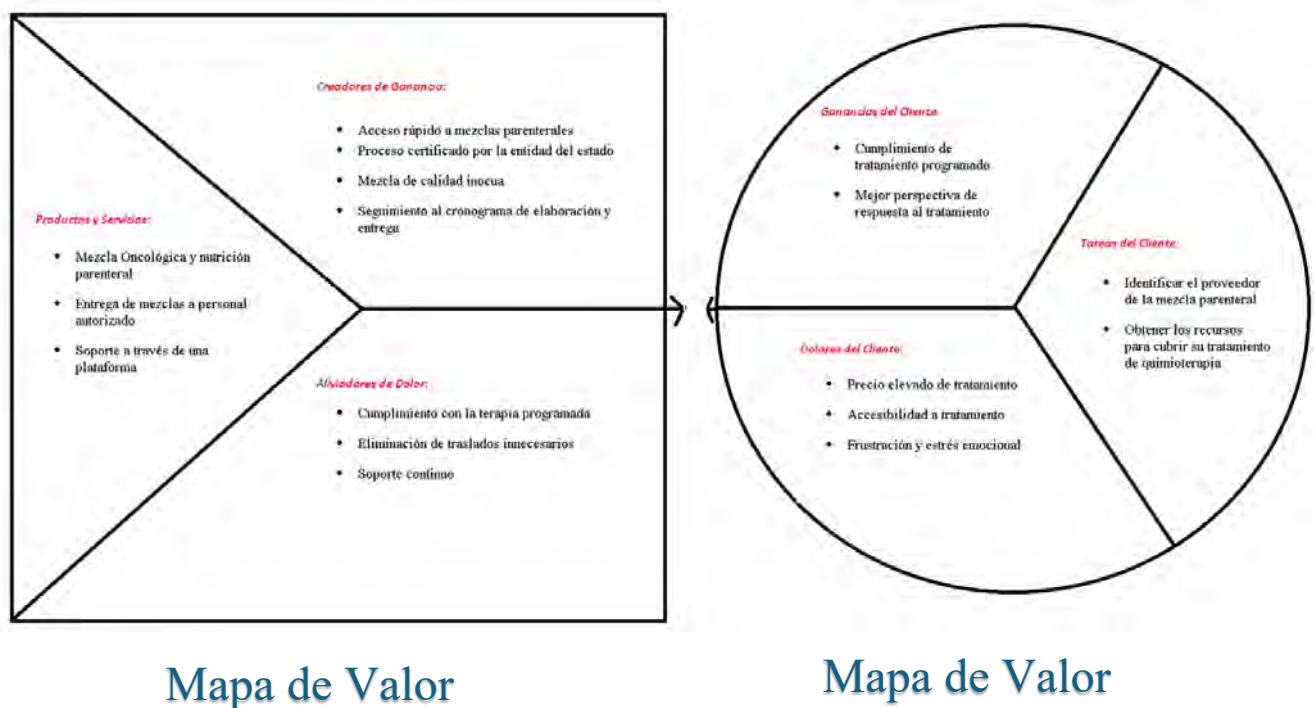 Creadores de Ganancia:
• Acceso rápido a mezclas parenterales
• Proceso certificado por la entidad del estado
• Mezcla de calidad inocua
• Seguimiento al cronograma de elaboración y
entrega
Productos y Servicios:
• Mezcla Oncológica y nutrición
parenteral
• Entrega de mezclas a personal
autorizado
• Soporte a través de una
plataforma
Aliviadores de Dolor:
• Cumplimiento con la terapia programada
• Eliminación de traslados innecesarios
• Soporte continuo
Ganancias del Cliente:
• Cumplimiento de
tratamiento programado
• Mejor perspectiva de
respuesta al tratamiento
Tareas del Cliente:
• Identificar el proveedor
de la mezcla parenteral
• Obtener los recursos
para cubrir su tratamiento
de quimioterapia
Dolores del Cliente:
• Precio elevado de tratamiento
• Accesibilidad a tratamiento
• Frustración y estrés emocional
Mapa de Valor
Mapa de Valor